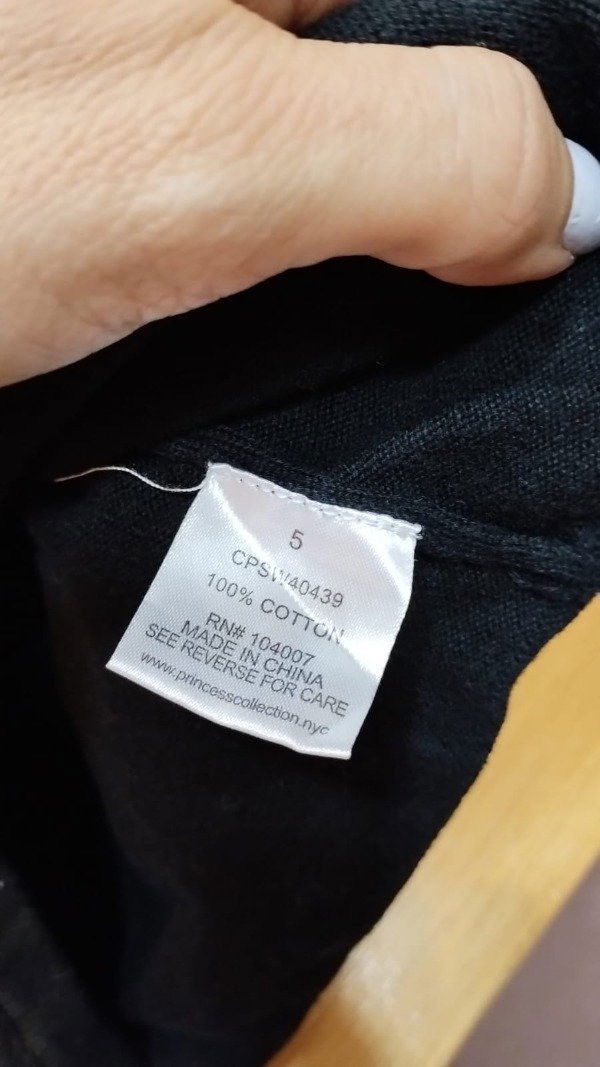 5
CPSW40439
100% COTTON
RN# 104007
MADE IN CHINA
SEE REVERSE FOR CARE
www.princesscollection.nyc